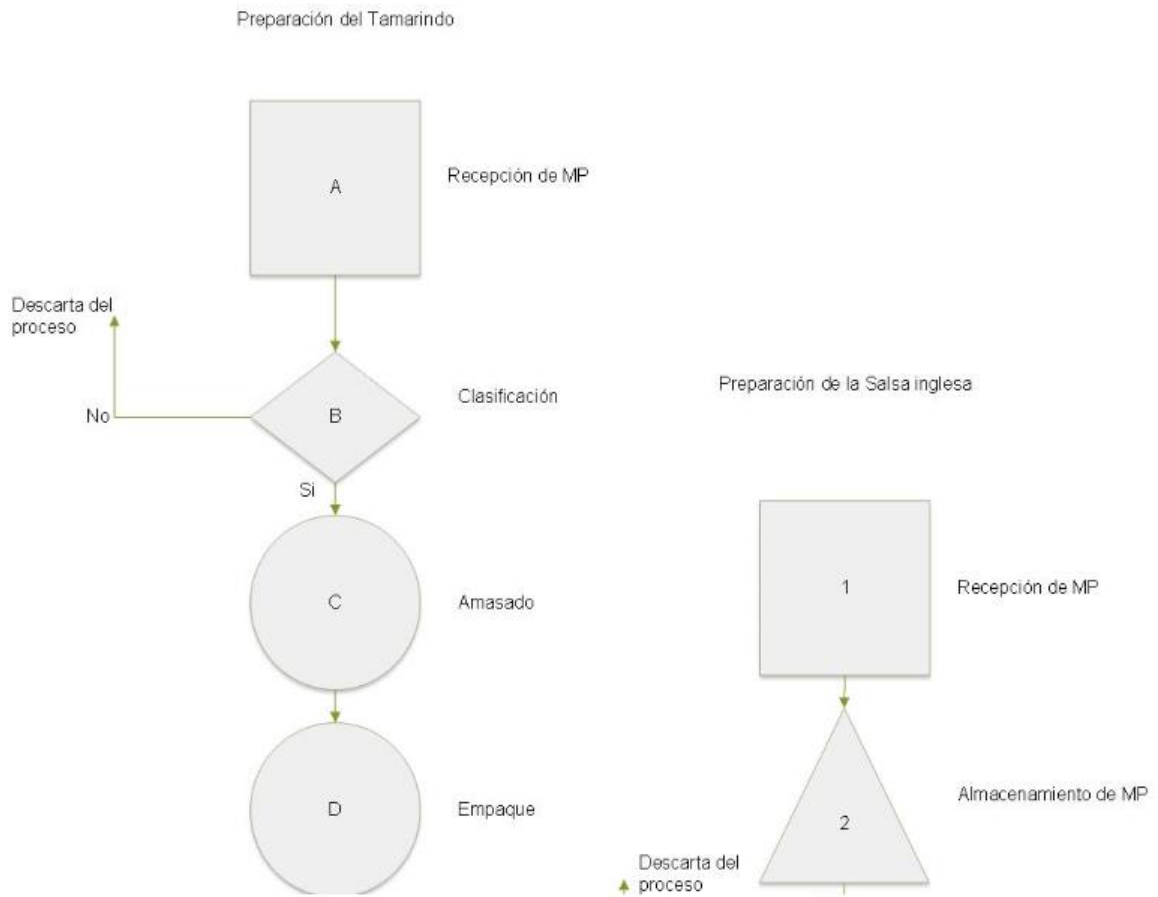 Preparación del Tamarindo
A
Recepción de MP
Descarta del
proceso
No
B
Clasificación
Si
C
Amasado
D
Empaque
Preparación de la Salsa inglesa
1
Recepción de MP
2
Almacenamiento de MP
Descarta del
proceso